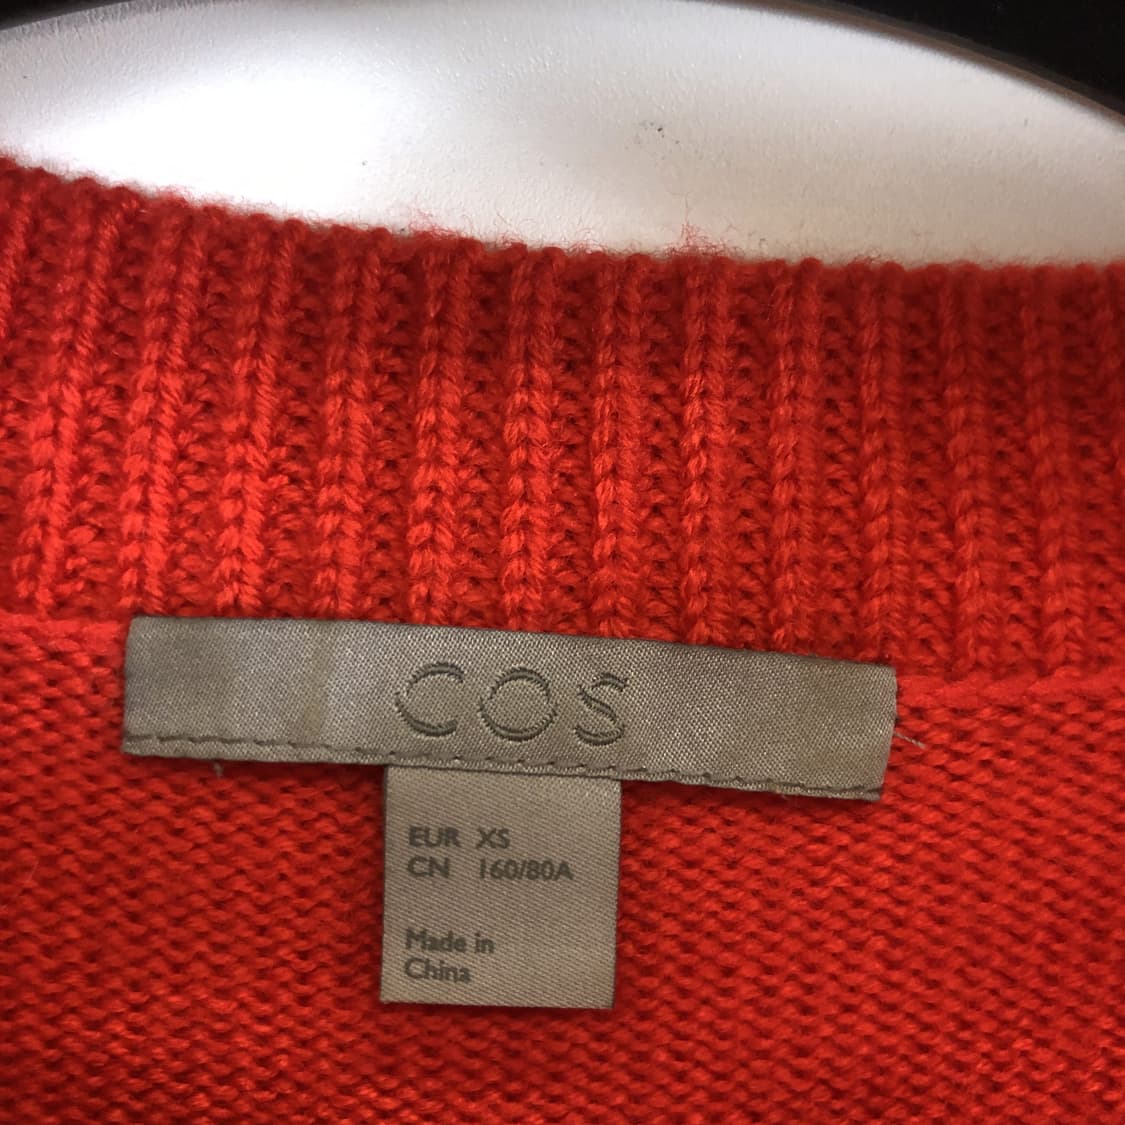 COS
EUR XS
CN 160/80A
Made in
China